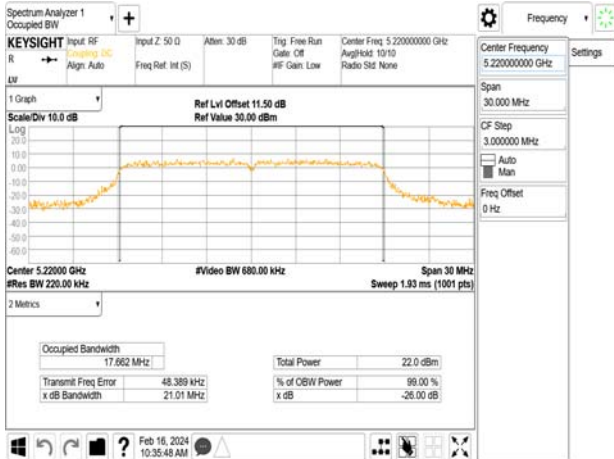 Spectrum Analyzer 1
Occupied BW
+
Frequency
KEYSIGHT
Input: RF
Coupling: DC
Align: Auto
R
LXI
Input Z: 50 Ω
Freq Ref: Int (S)
Atten: 30 dB
Trig: Free Run
Gate: Off
#IF Gain: Low
Center Freq: 5.220000000 GHz
Avg|Hold: 10/10
Radio Std: None
Center Frequency
5.220000000 GHz
Settings
Span
30.000 MHz
CF Step
3.000000 MHz
Auto
Man
Freq Offset
0 Hz
1 Graph
Scale/Div 10.0 dB
Ref Lvl Offset 11.50 dB
Ref Value 30.00 dBm
Log
20.0
10.0
0.00
-10.0
-20.0
-30.0
-40.0
-50.0
-60.0
Center 5.22000 GHz
#Res BW 220.00 kHz
#Video BW 680.00 kHz
Span 30 MHz
Sweep 1.93 ms (1001 pts)
2 Metrics
Occupied Bandwidth
17.662 MHz
Total Power 22.0 dBm
Transmit Freq Error 48.389 kHz
% of OBW Power 99.00 %
x dB Bandwidth 21.01 MHz
x dB -26.00 dB
?
Feb 16, 2024
10:35:48 AM